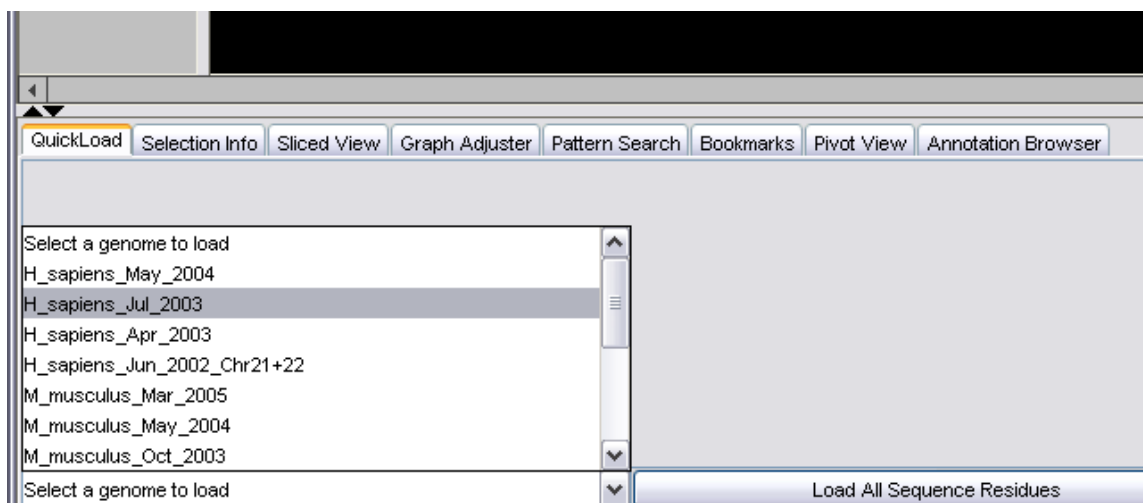 QuickLoad Selection Info Sliced View Graph Adjuster Pattern Search Bookmarks Pivot View Annotation Browser
Select a genome to load
H_sapiens_May_2004
H_sapiens_Jul_2003
H_sapiens_Apr_2003
H_sapiens_Jun_2002_Chr21+22
M_musculus_Mar_2005
M_musculus_May_2004
M_musculus_Oct_2003
Select a genome to load Load All Sequence Residues